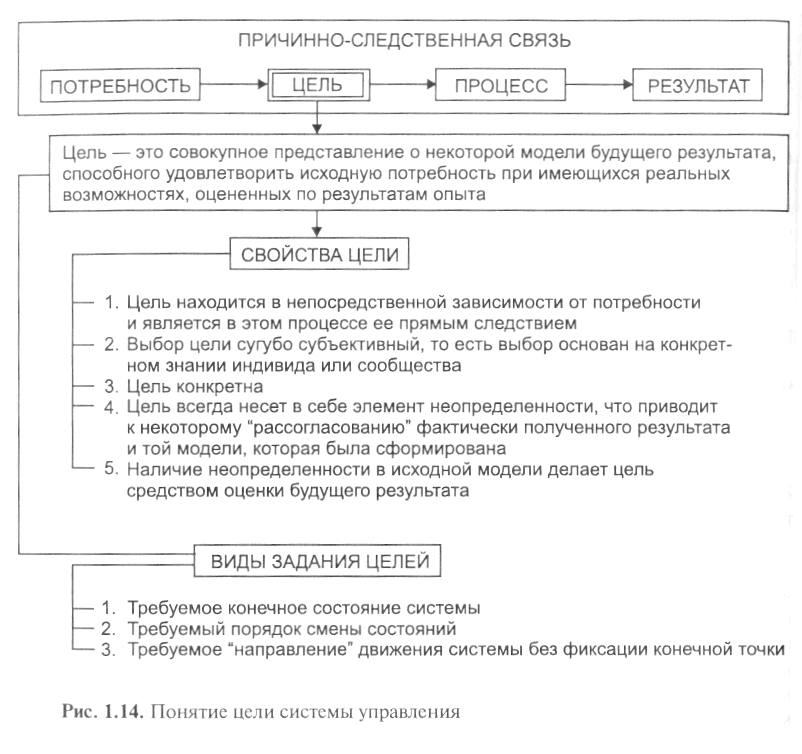 ПРИЧИННО-СЛЕДСТВЕННАЯ СВЯЗЬ
ПОТРЕБНОСТЬ
ЦЕЛЬ
ПРОЦЕСС
РЕЗУЛЬТАТ
Цель — это совокупное представление о некоторой модели будущего результата,
способного удовлетворить исходную потребность при имеющихся реальных
возможностях, оцененных по результатам опыта
СВОЙСТВА ЦЕЛИ
1. Цель находится в непосредственной зависимости от потребности
и является в этом процессе ее прямым следствием
2. Выбор цели сугубо субъективный, то есть выбор основан на конкрет-
ном знании индивида или сообщества
3. Цель конкретна
4. Цель всегда несет в себе элемент неопределенности, что приводит
к некоторому “рассогласованию” фактически полученного результата
и той модели, которая была сформирована
5. Наличие неопределенности в исходной модели делает цель
средством оценки будущего результата
ВИДЫ ЗАДАНИЯ ЦЕЛЕЙ
1. Требуемое конечное состояние системы
2. Требуемый порядок смены состояний
3. Требуемое “направление” движения системы без фиксации конечной точки
Рис. 1.14. Понятие цели системы управления